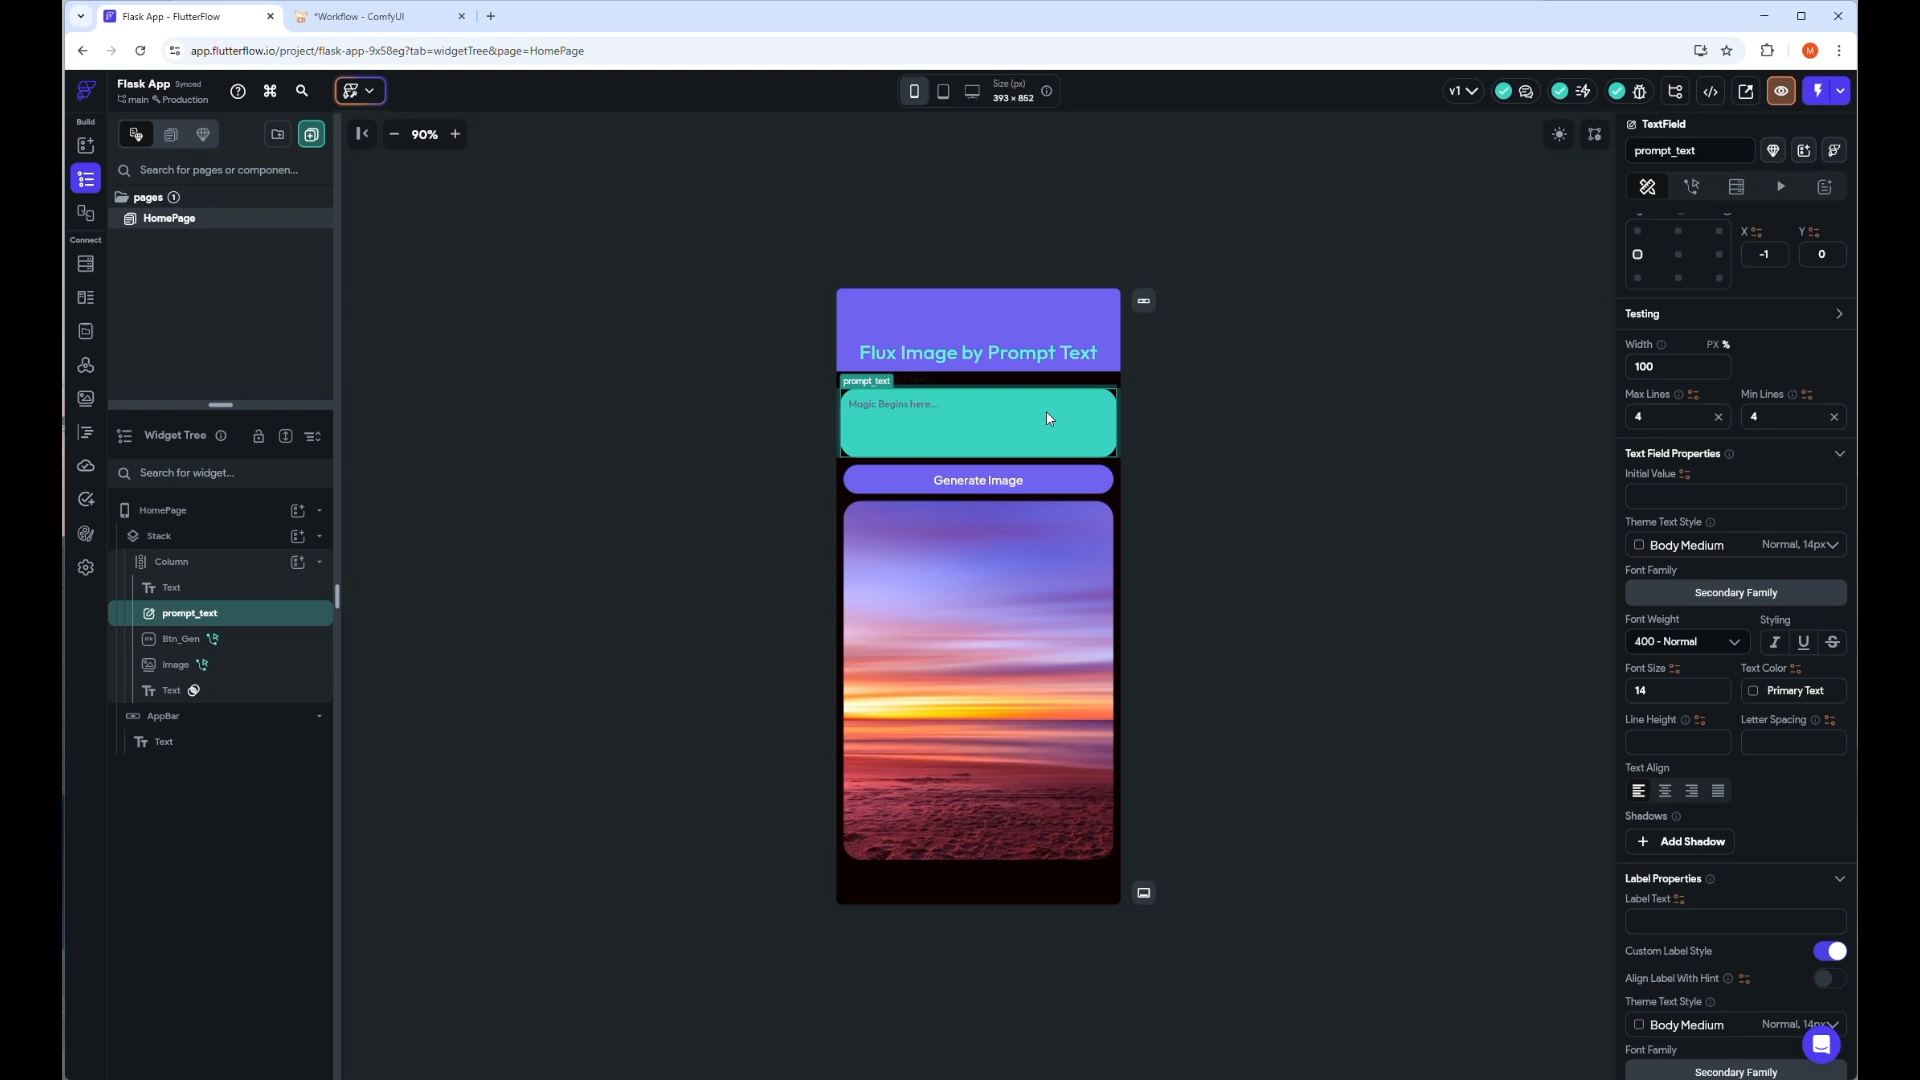 Flask App - FlutterFlow
*Workflow - ComfyUI
app.flutterflow.io/project/flask-app-9x58eg?tab=widgetTree&page=HomePage
M
Flask App Synced
main Production
Size (px)
393 × 852
v1
Build
90%
Search for pages or componen...
pages 1
HomePage
Connect
Widget Tree
Search for widget...
HomePage
Stack
Column
Text
prompt_text
Btn_Gen
Image
Text
AppBar
Text
Flux Image by Prompt Text
prompt_text
Magic Begins here...
Generate Image
TextField
prompt_text
X Y
-1 0
Testing
Width PX %
100
Max Lines Min Lines
4 4
Text Field Properties
Initial Value
Theme Text Style
Body Medium Normal, 14px
Font Family
Secondary Family
Font Weight Styling
400 - Normal
Font Size Text Color
14 Primary Text
Line Height Letter Spacing
Text Align
Shadows
Add Shadow
Label Properties
Label Text
Custom Label Style
Align Label With Hint
Theme Text Style
Body Medium Normal, 14px
Font Family
Secondary Family